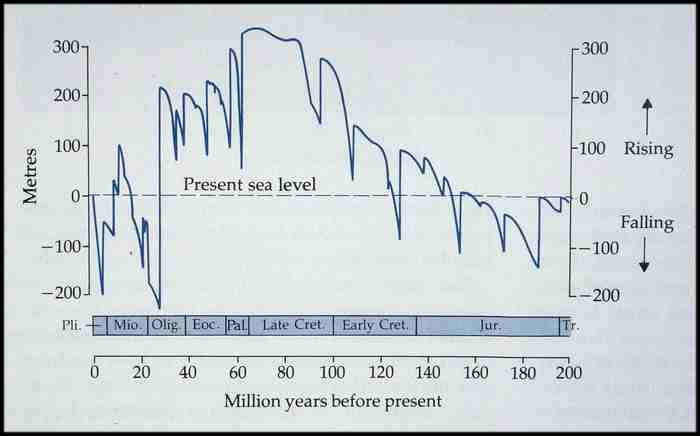 Metres
300
200
100
0
−100
−200
Present sea level
300
200
100
0
−100
−200
Rising
Falling
Pli. Mio. Olig. Eoc. Pal. Late Cret. Early Cret. Jur. Tr.
0 20 40 60 80 100 120 140 160 180 200
Million years before present